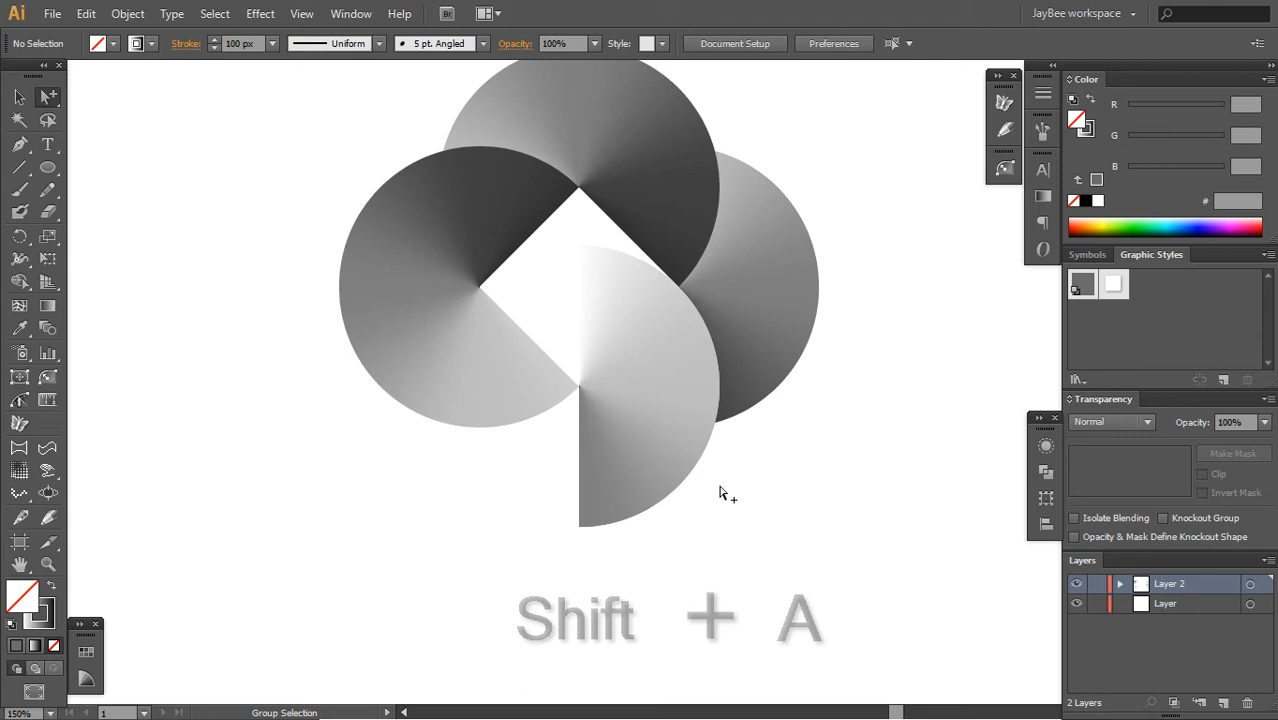 Ai File Edit Object Type Select Effect View Window Help Br JayBee workspace
No Selection Stroke: 100 px Uniform 5 pt. Angled Opacity: 100% Style: Document Setup Preferences
Color
R
G
B
#
Symbols Graphic Styles
Transparency
Normal Opacity: 100%
Make Mask
Clip
Invert Mask
Isolate Blending Knockout Group
Opacity & Mask Define Knockout Shape
Layers
Layer 2
Layer
Shift + A
2 Layers
150% 1 Group Selection